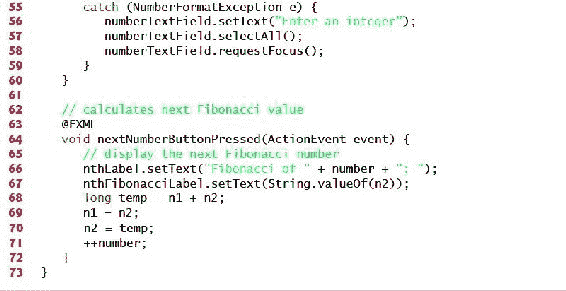 55 catch (NumberFormatException e) {
56 numberTextField.setText("Enter an integer");
57 numberTextField.selectAll();
58 numberTextField.requestFocus();
59 }
60 }
61
62 // calculates next Fibonacci value
63 @FXML
64 void nextNumberButtonPressed(ActionEvent event) {
65 // display the next Fibonacci number
66 nthLabel.setText("Fibonacci of " + number + ": ");
67 nthFibonacciLabel.setText(String.valueOf(n2));
68 long temp = n1 + n2;
69 n1 = n2;
70 n2 = temp;
71 ++number;
72 }
73 }